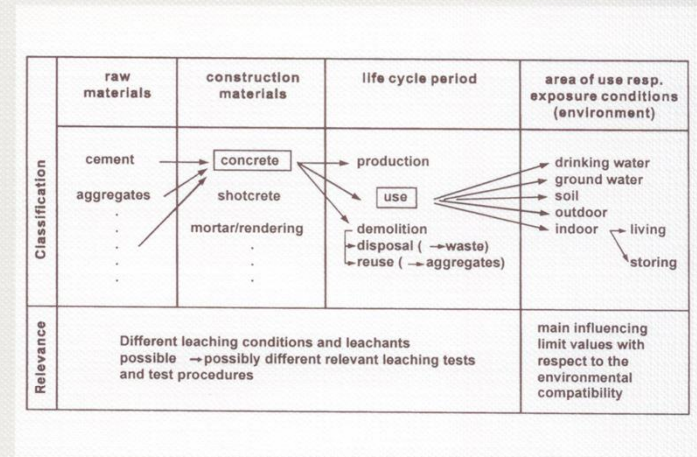 raw
materials
construction
materials
life cycle period
area of use resp.
exposure conditions
(environment)
Classification
cement
aggregates
.
.
.
.
.
concrete
shotcrete
mortar/rendering
.
.
.
production
use
demolition
disposal ( →waste)
reuse ( →aggregates)
drinking water
ground water
soil
outdoor
indoor
living
storing
Relevance
Different leaching conditions and leachants
possible →possibly different relevant leaching tests
and test procedures
main influencing
limit values with
respect to the
environmental
compatibility